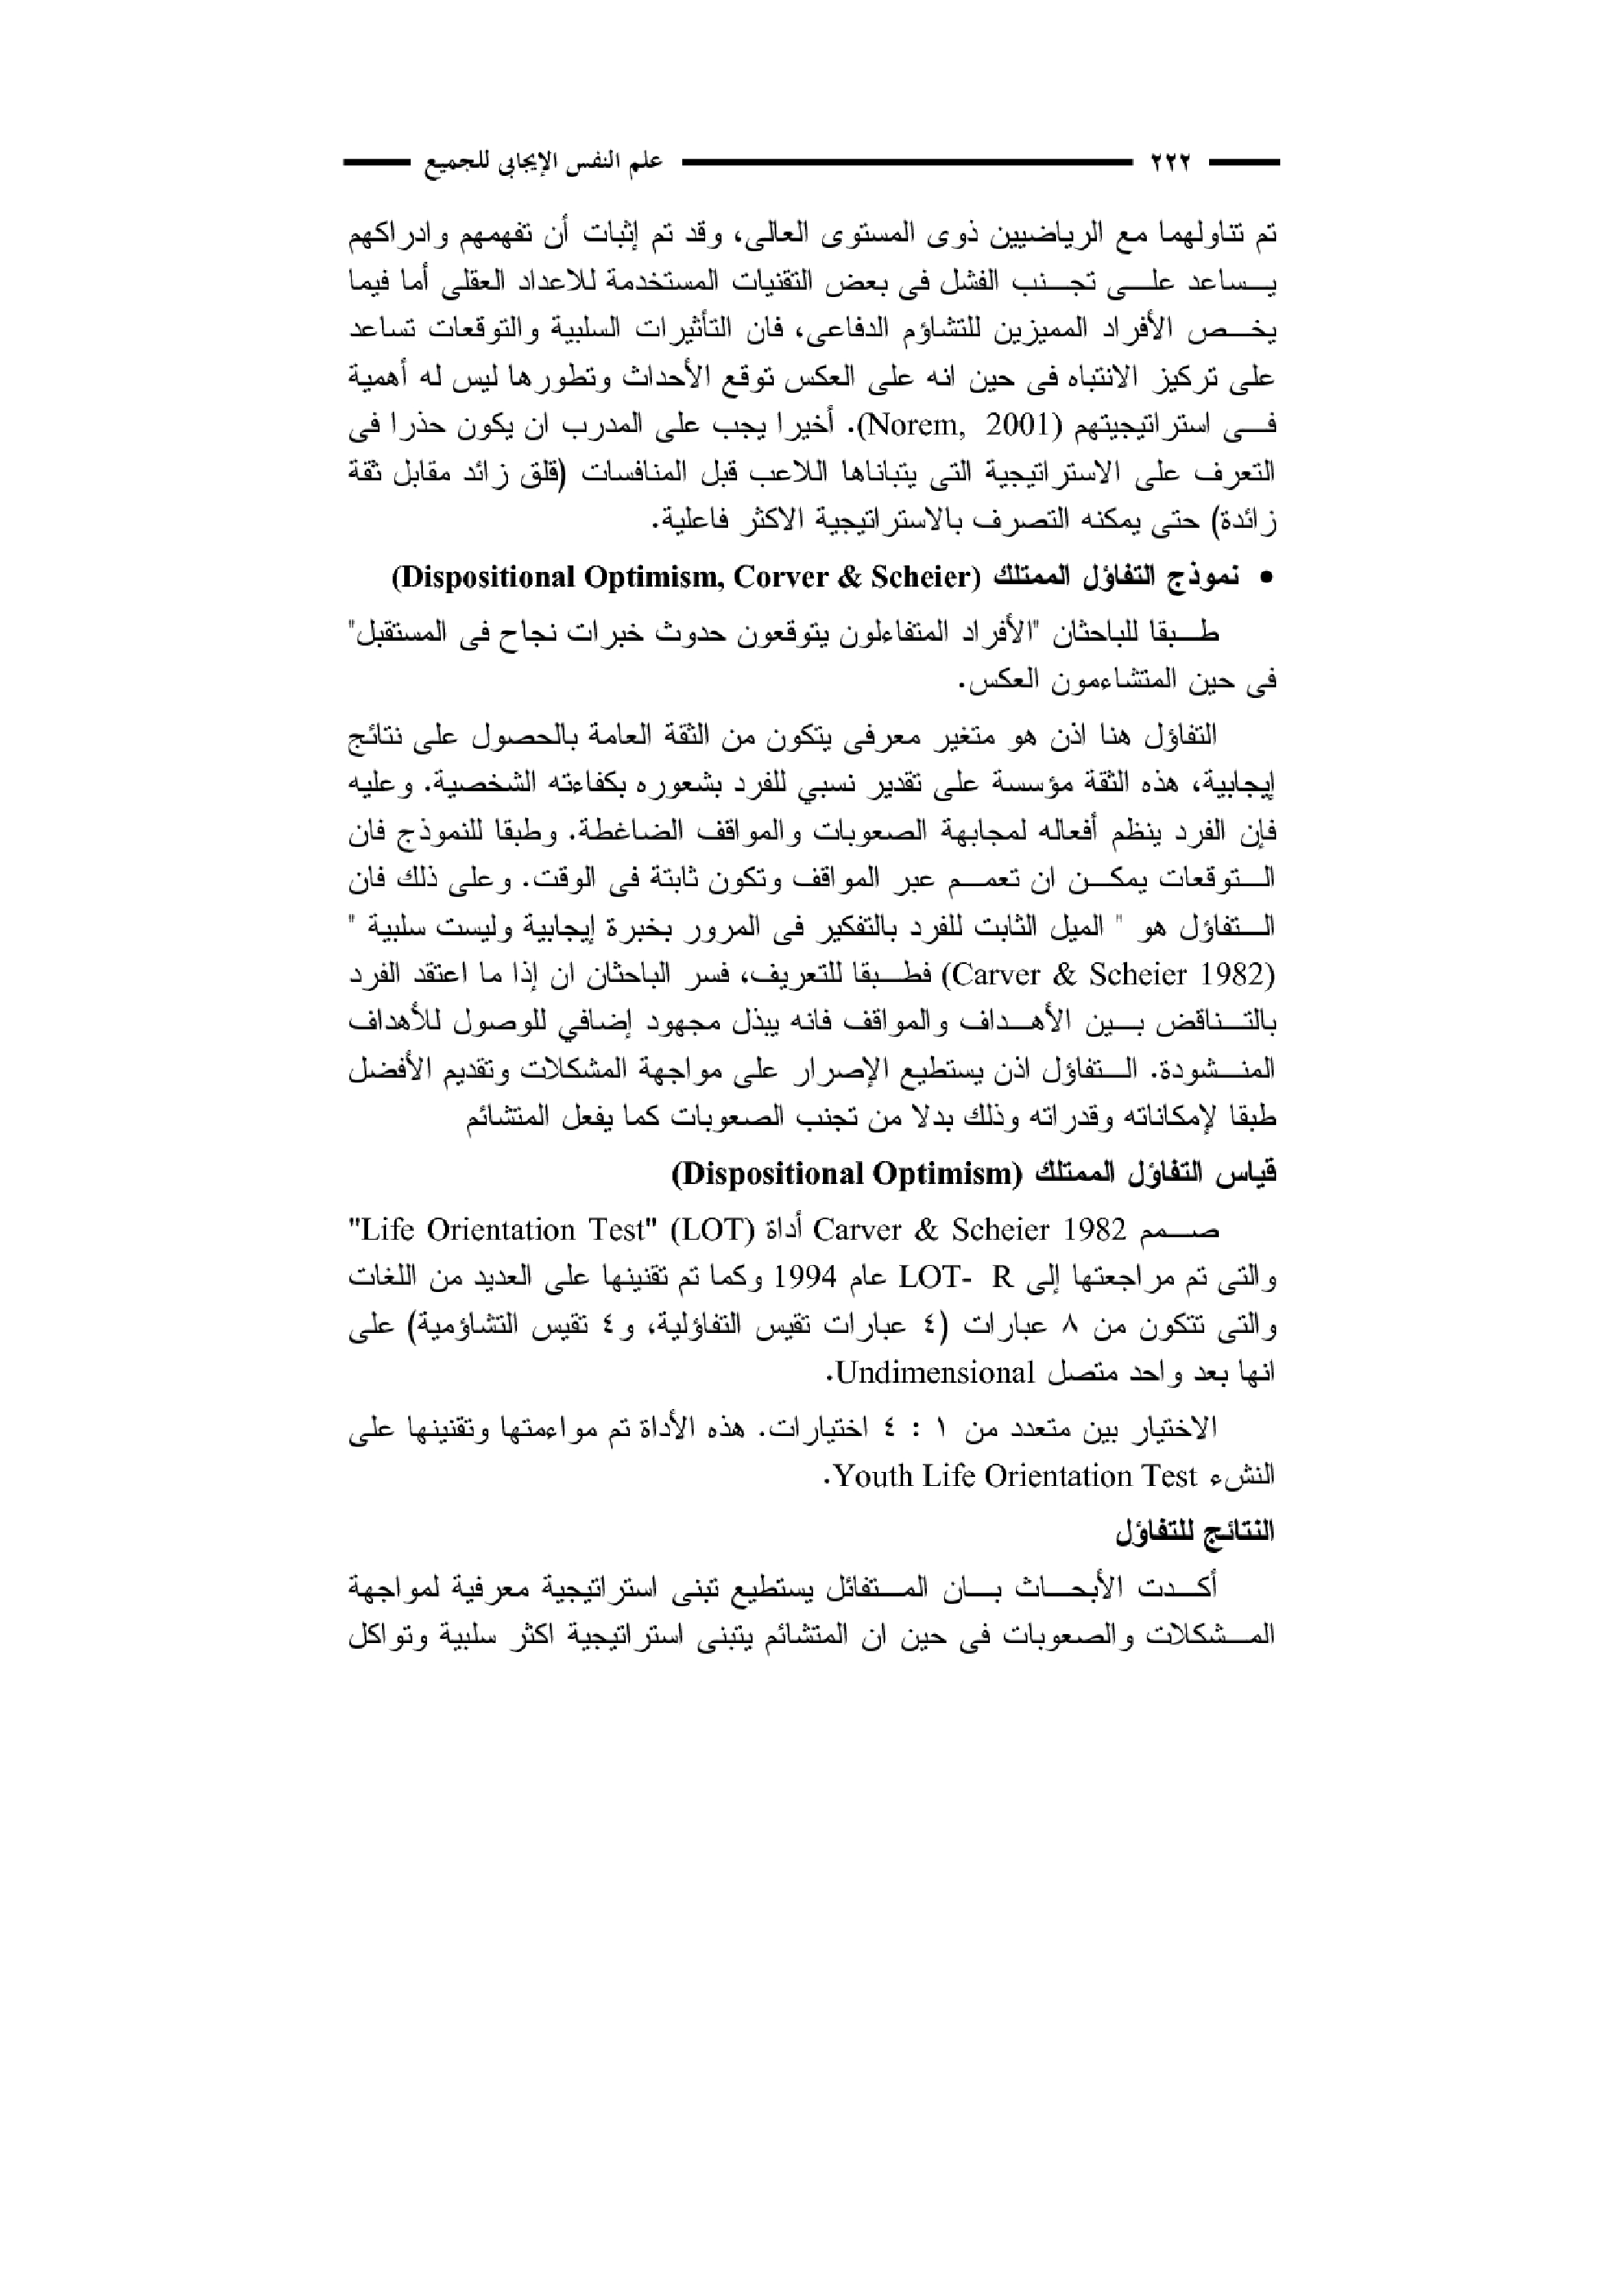 ٢٢٢ علم النفس الإيجابي للجميع
تم تناولهما مع الرياضيين ذوى المستوى العالى، وقد تم إثبات أن تفهمهم وادراكهم
يساعد على تجنب الفشل فى بعض التقنيات المستخدمة للاعداد العقلى أما فيما
يخص الأفراد المميزين للتشاؤم الدفاعى، فان التأثيرات السلبية والتوقعات تساعد
على تركيز الانتباه فى حين انه على العكس توقع الأحداث وتطورها ليس له أهمية
فى استراتيجيتهم (Norem, 2001). أخيرا يجب على المدرب ان يكون حذرا فى
التعرف على الاستراتيجية التى يتباناها اللاعب قبل المنافسات (قلق زائد مقابل ثقة
زائدة) حتى يمكنه التصرف بالاستراتيجية الاكثر فاعلية.
• نموذج التفاؤل الممتلك (Dispositional Optimism, Corver & Scheier)
طبقا للباحثان "الأفراد المتفاءلون يتوقعون حدوث خبرات نجاح فى المستقبل"
فى حين المتشاءمون العكس.
التفاؤل هنا اذن هو متغير معرفى يتكون من الثقة العامة بالحصول على نتائج
إيجابية، هذه الثقة مؤسسة على تقدير نسبي للفرد بشعوره بكفاءته الشخصية. وعليه
فإن الفرد ينظم أفعاله لمجابهة الصعوبات والمواقف الضاغطة. وطبقا للنموذج فان
التوقعات يمكن ان تعمم عبر المواقف وتكون ثابتة فى الوقت. وعلى ذلك فان
التفاؤل هو " الميل الثابت للفرد بالتفكير فى المرور بخبرة إيجابية وليست سلبية "
(Carver & Scheier 1982) فطبقا للتعريف، فسر الباحثان ان إذا ما اعتقد الفرد
بالتناقض بين الأهداف والمواقف فانه يبذل مجهود إضافي للوصول للأهداف
المنشودة. التفاؤل اذن يستطيع الإصرار على مواجهة المشكلات وتقديم الأفضل
طبقا لإمكاناته وقدراته وذلك بدلا من تجنب الصعوبات كما يفعل المتشائم
قياس التفاؤل الممتلك (Dispositional Optimism)
صمم Carver & Scheier 1982 أداة "Life Orientation Test" (LOT)
والتى تم مراجعتها إلى LOT- R عام 1994 وكما تم تقنينها على العديد من اللغات
والتى تتكون من ٨ عبارات (٤ عبارات تقيس التفاؤلية، و٤ تقيس التشاؤمية) على
انها بعد واحد متصل Undimensional.
الاختيار بين متعدد من ١ : ٤ اختيارات. هذه الأداة تم مواءمتها وتقنينها على
النشء Youth Life Orientation Test.
النتائج للتفاؤل
أكدت الأبحاث بان المتفائل يستطيع تبنى استراتيجية معرفية لمواجهة
المشكلات والصعوبات فى حين ان المتشائم يتبنى استراتيجية اكثر سلبية وتواكل